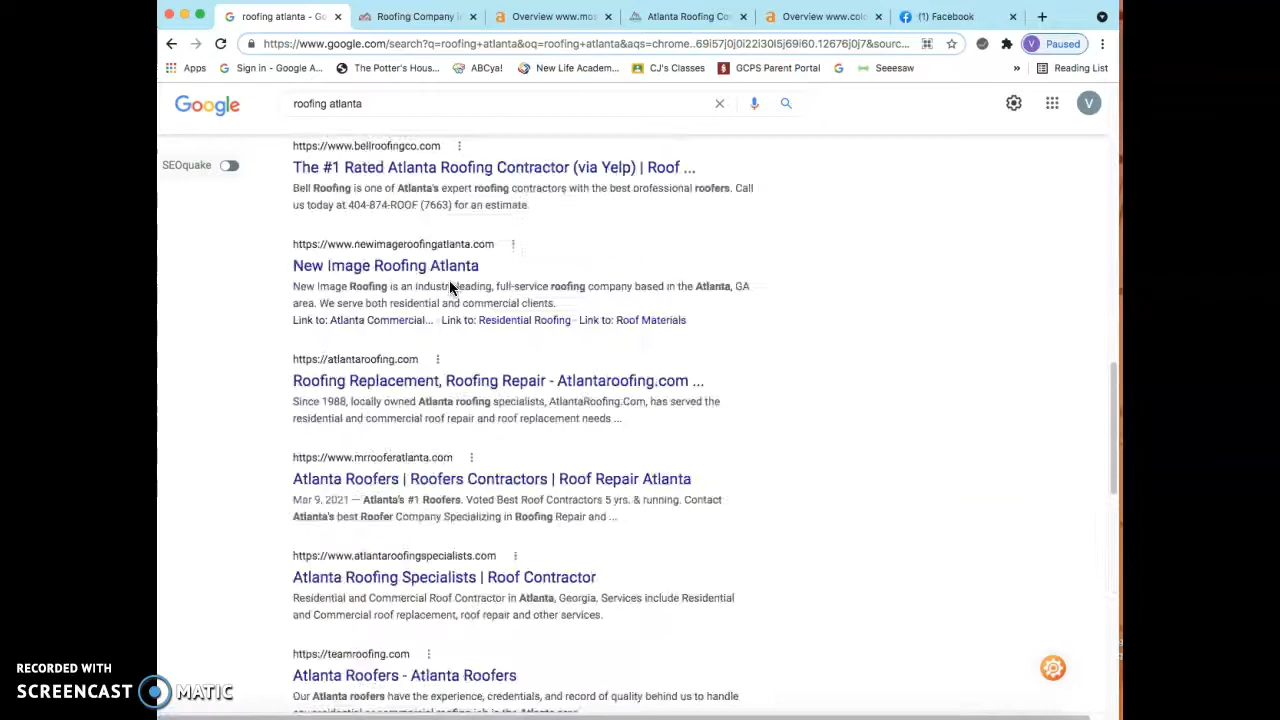 roofing atlanta - Go
Roofing Company i
Overview www.mos
Atlanta Roofing Co
Overview www.colo
(1) Facebook
https://www.google.com/search?q=roofing+atlanta&oq=roofing+atlanta&aqs=chrome..69i57j0j0i22i30l5j69i60.12676j0j7&sourc...
V Paused
Apps
Sign in - Google A...
The Potter's Hous...
ABCya!
New Life Academ...
CJ's Classes
GCPS Parent Portal
Seesaw
»
Reading List
Google
roofing atlanta
V
SEOquake
https://www.bellroofingco.com
The #1 Rated Atlanta Roofing Contractor (via Yelp) | Roof ...
Bell Roofing is one of Atlanta's expert roofing contractors with the best professional roofers. Call
us today at 404-874-ROOF (7663) for an estimate.
https://www.newimageroofingatlanta.com
New Image Roofing Atlanta
New Image Roofing is an industry-leading, full-service roofing company based in the Atlanta, GA
area. We serve both residential and commercial clients.
Link to: Atlanta Commercial... · Link to: Residential Roofing · Link to: Roof Materials
https://atlantaroofing.com
Roofing Replacement, Roofing Repair - Atlantaroofing.com ...
Since 1988, locally owned Atlanta roofing specialists, AtlantaRoofing.Com, has served the
residential and commercial roof repair and roof replacement needs ...
https://www.mrrooferatlanta.com
Atlanta Roofers | Roofers Contractors | Roof Repair Atlanta
Mar 9, 2021 — Atlanta's #1 Roofers. Voted Best Roof Contractors 5 yrs. & running. Contact
Atlanta's best Roofer Company Specializing in Roofing Repair and ...
https://www.atlantaroofingspecialists.com
Atlanta Roofing Specialists | Roof Contractor
Residential and Commercial Roof Contractor in Atlanta, Georgia. Services include Residential
and Commercial roof replacement, roof repair and other services.
https://teamroofing.com
Atlanta Roofers - Atlanta Roofers
Our Atlanta roofers have the experience, credentials, and record of quality behind us to handle
RECORDED WITH
SCREENCAST MATIC